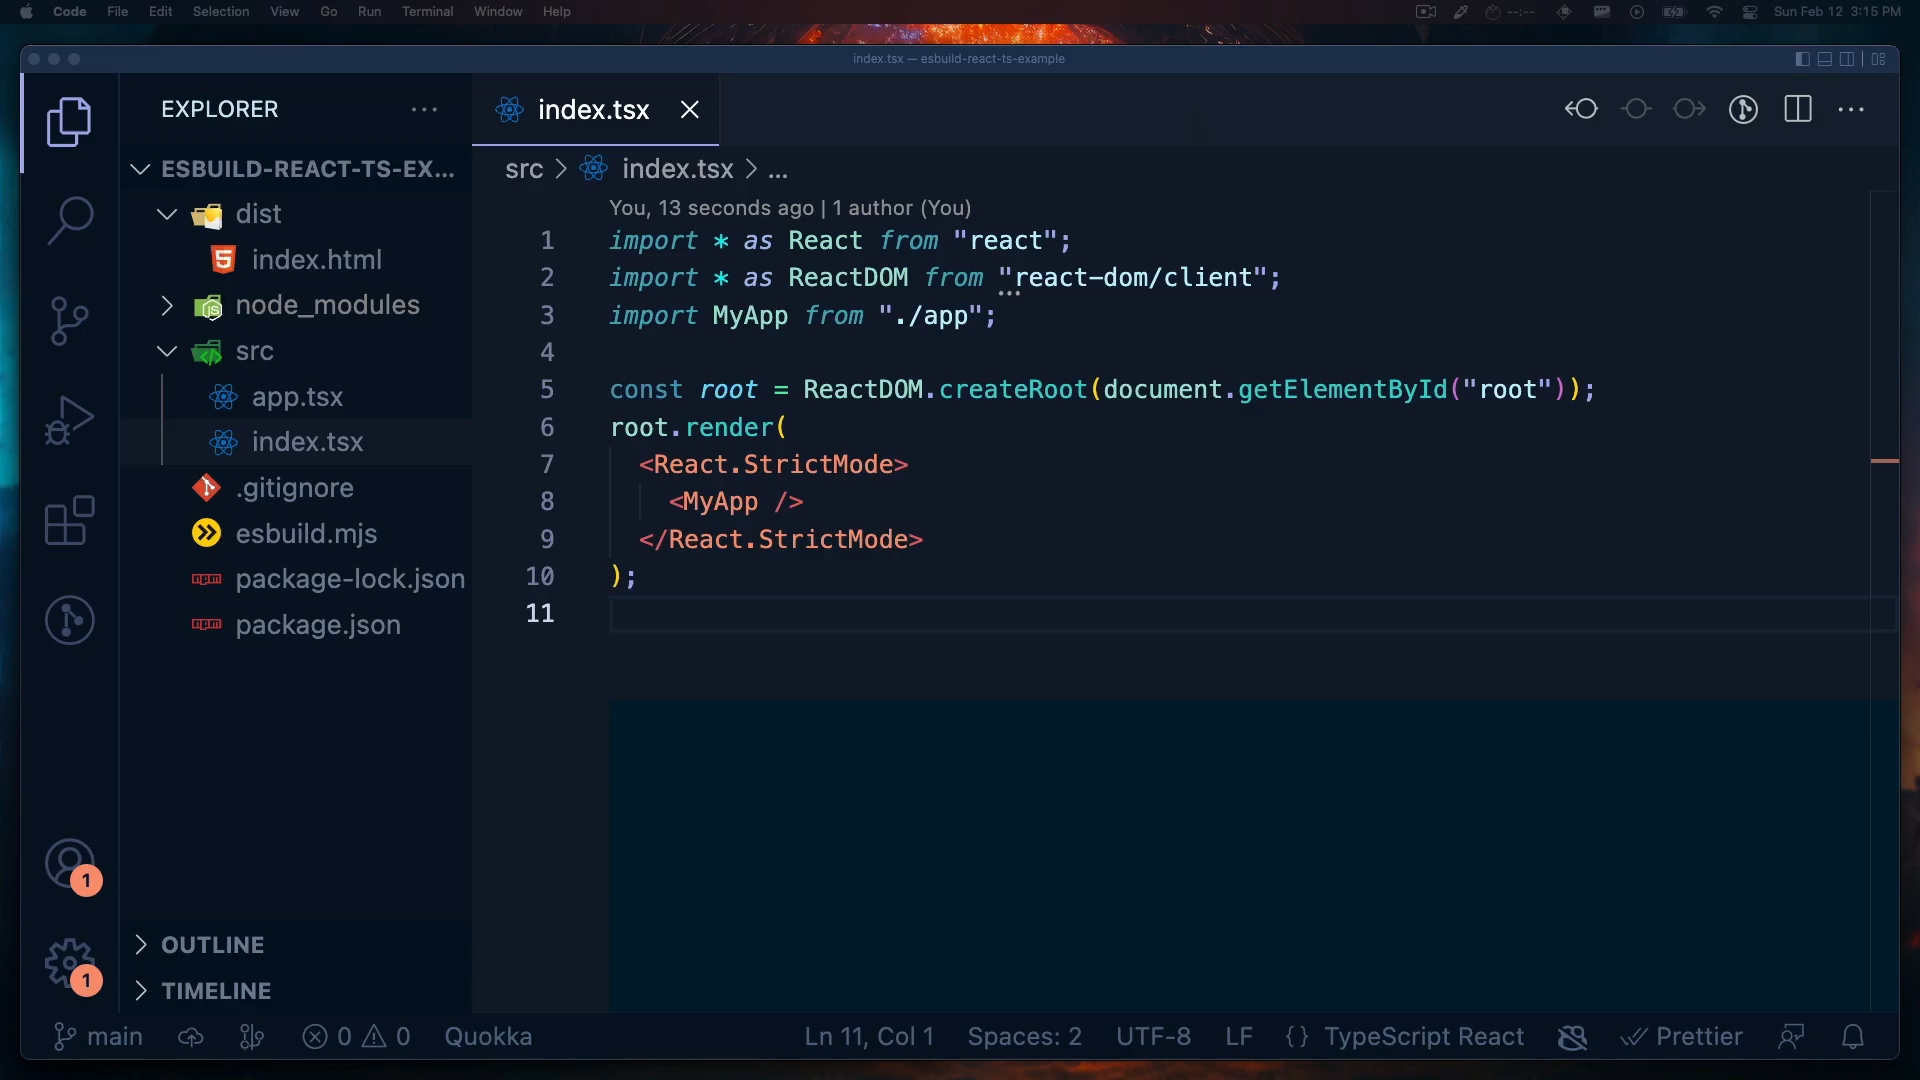 Code File Edit Selection View Go Run Terminal Window Help
--:-- Sun Feb 12 3:15 PM
index.tsx — esbuild-react-ts-example
EXPLORER
ESBUILD-REACT-TS-EX...
dist
index.html
node_modules
src
app.tsx
index.tsx
.gitignore
esbuild.mjs
package-lock.json
package.json
OUTLINE
TIMELINE
1
1
index.tsx
src > index.tsx > ...
You, 13 seconds ago | 1 author (You)
1 import * as React from "react";
2 import * as ReactDOM from "react-dom/client";
3 import MyApp from "./app";
4
5 const root = ReactDOM.createRoot(document.getElementById("root"));
6 root.render(
7 <React.StrictMode>
8 <MyApp />
9 </React.StrictMode>
10 );
11
main 0 0 Quokka Ln 11, Col 1 Spaces: 2 UTF-8 LF {} TypeScript React Prettier